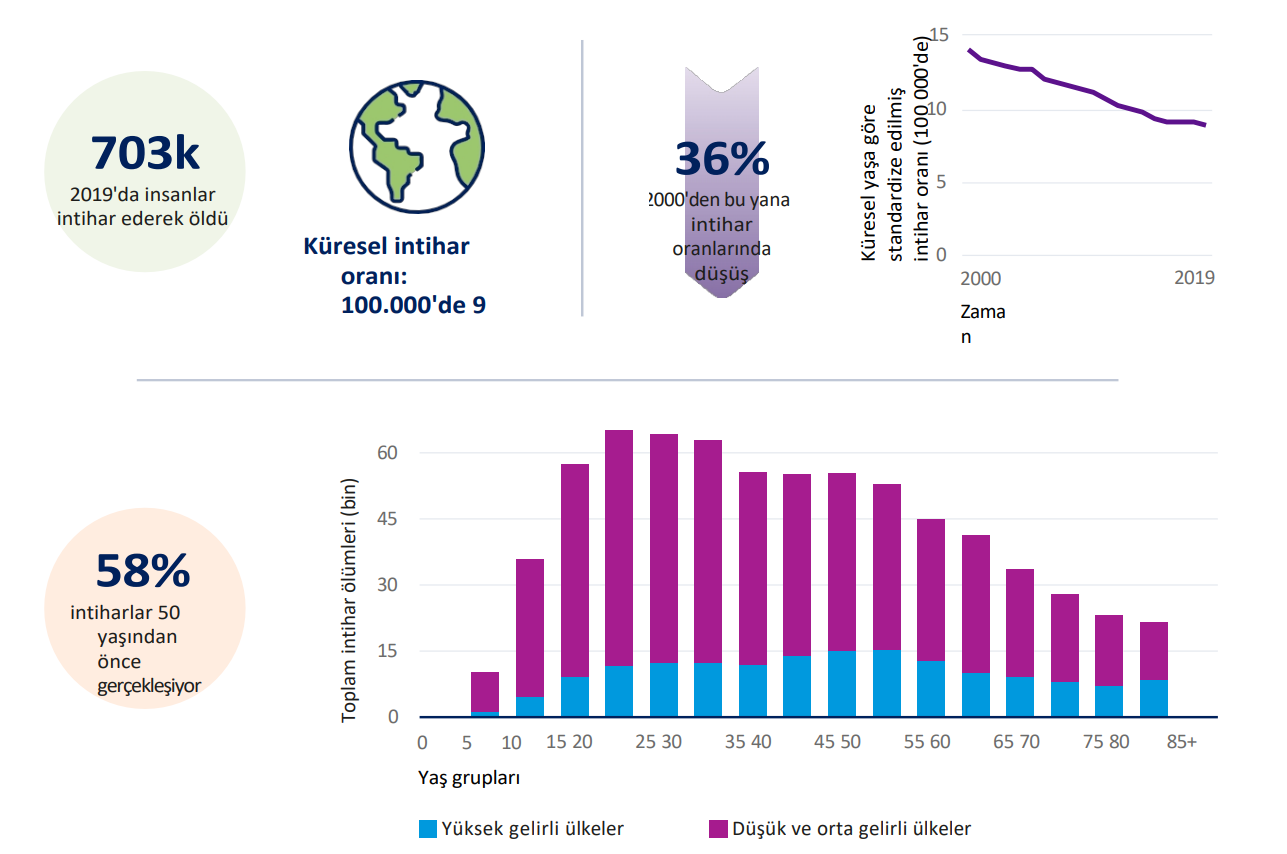 703k
2019'da insanlar
intihar ederek öldü
Küresel intihar
oranı:
100.000'de 9
36%
2000'den bu yana
intihar
oranlarında
düşüş
Küresel yaşa göre
standardize edilmiş
intihar oranı (100 000'de)
15
10
5
0
2000 2019
Zama
n
58%
intiharlar 50
yaşından
önce
gerçekleşiyor
Toplam intihar ölümleri (bin)
60
45
30
15
0
0 5 10 15 20 25 30 35 40 45 50 55 60 65 70 75 80 85+
Yaş grupları
Yüksek gelirli ülkeler Düşük ve orta gelirli ülkeler